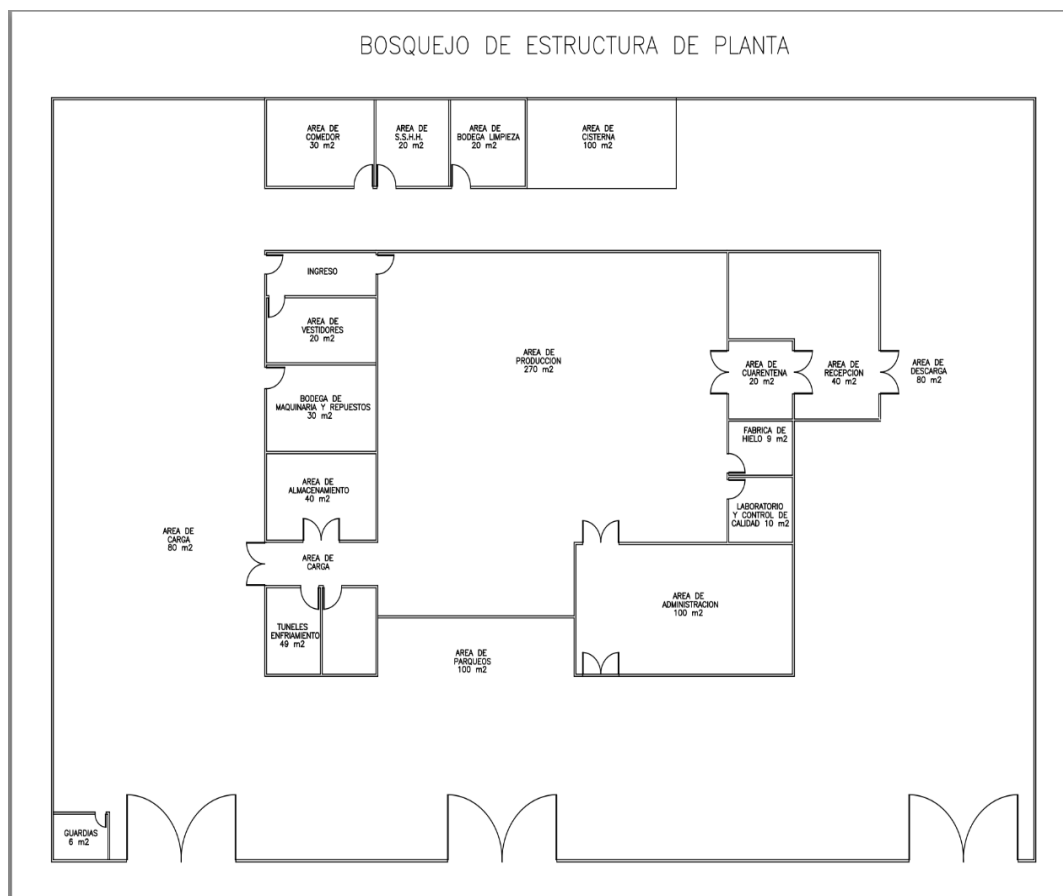 BOSQUEJO DE ESTRUCTURA DE PLANTA
AREA DE
COMEDOR
30 m2
AREA DE
S.S.H.H.
20 m2
AREA DE
BODEGA LIMPIEZA
20 m2
AREA DE
CISTERNA
100 m2
INGRESO
AREA DE
VESTIDORES
20 m2
BODEGA DE
MAQUINARIA Y REPUESTOS
30 m2
AREA DE
ALMACENAMIENTO
40 m2
AREA DE
CARGA
80 m2
AREA DE
CARGA
TUNELES
ENFRIAMIENTO
49 m2
AREA DE
PRODUCCION
270 m2
AREA DE
CUARENTENA
20 m2
AREA DE
RECEPCION
40 m2
AREA DE
DESCARGA
80 m2
FABRICA DE
HIELO 9 m2
LABORATORIO
Y CONTROL DE
CALIDAD 10 m2
AREA DE
ADMINISTRACION
100 m2
AREA DE
PARQUEOS
100 m2
GUARDIAS
6 m2